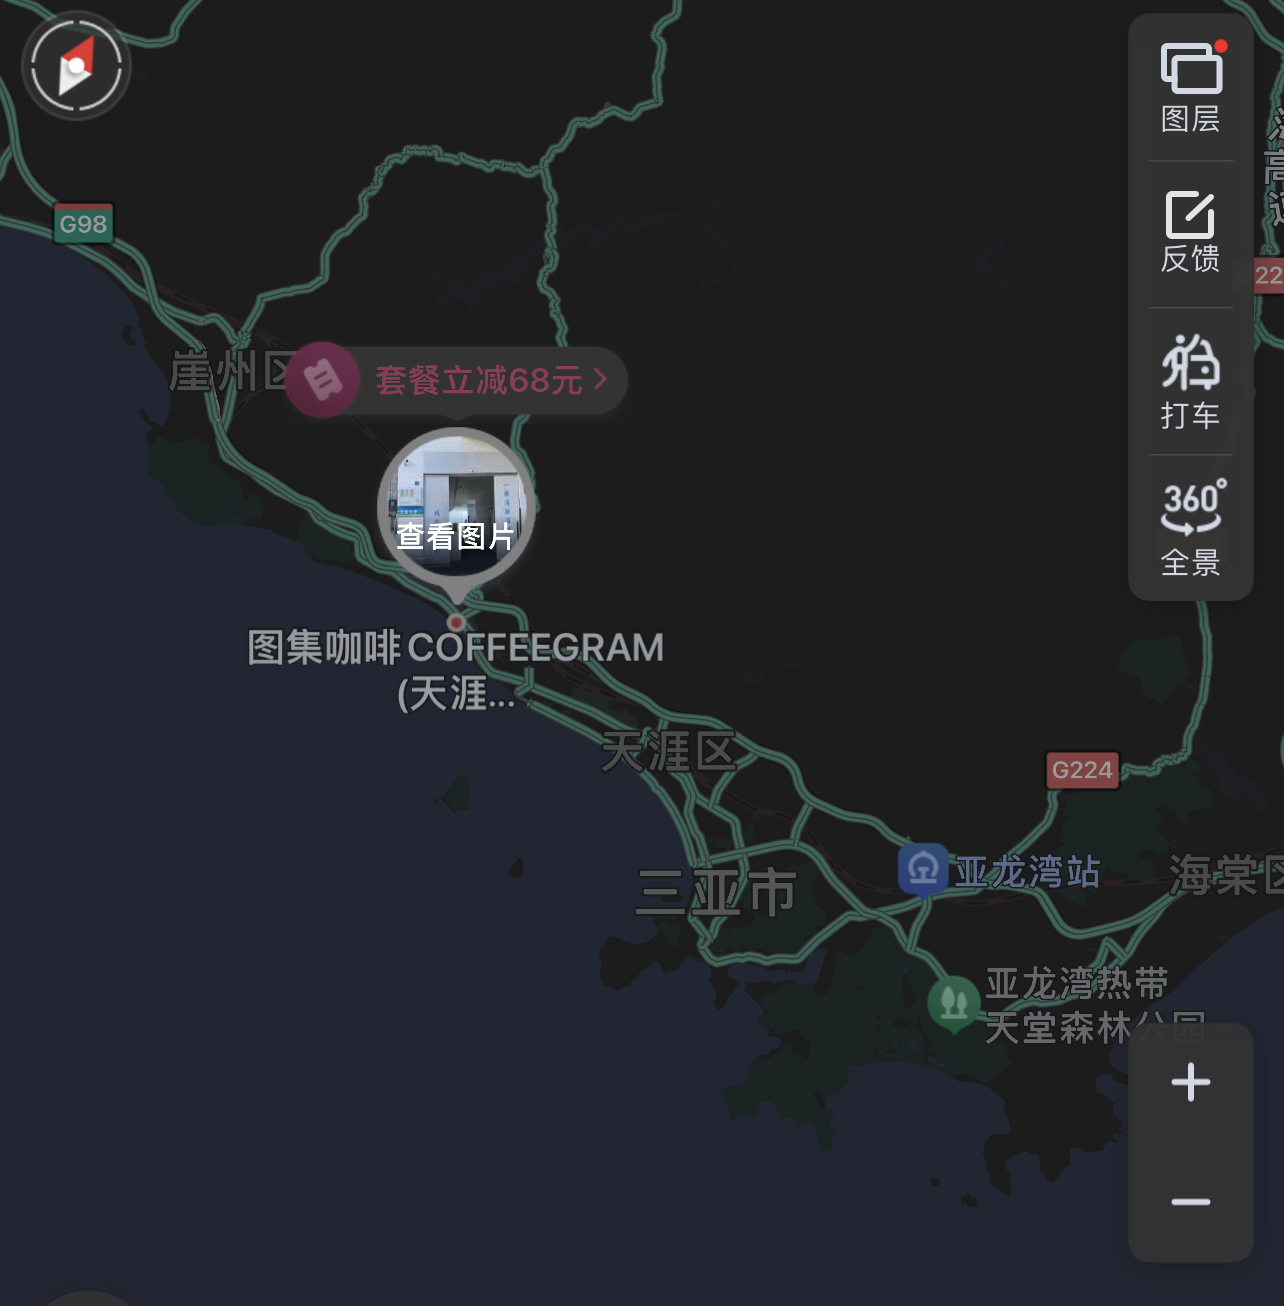 图层
G98
反馈
崖州区
套餐立减68元
打车
360°
全景
查看图片
图集咖啡COFFEEGRAM
(天涯...
天涯区
G224
三亚市
亚龙湾站
海棠区
亚龙湾热带
天堂森林公园